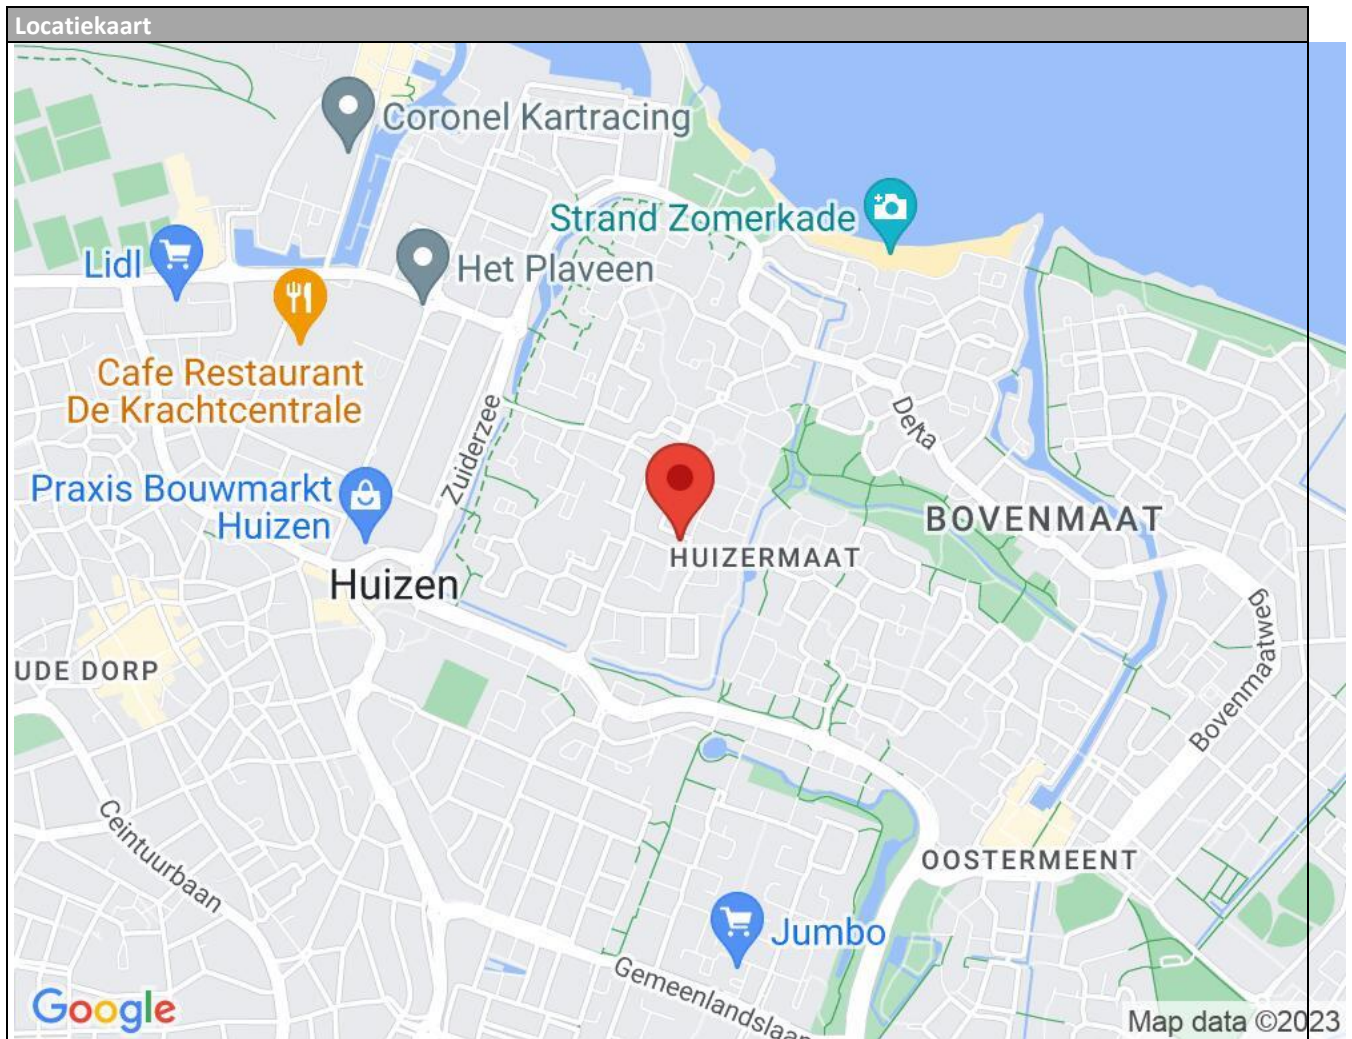 Locatiekaart
Coronel Kartracing
Strand Zomerkade
Lidl
Het Plaveen
Cafe Restaurant
De Krachtcentrale
Zuiderzee
Delta
Praxis Bouwmarkt
Huizen
BOVENMAAT
HUIZERMAAT
Huizen
Bovenmaatweg
UDE DORP
Ceintuurbaan
OOSTERMEENT
Jumbo
Gemeenlandslaan
Google
Map data ©2023